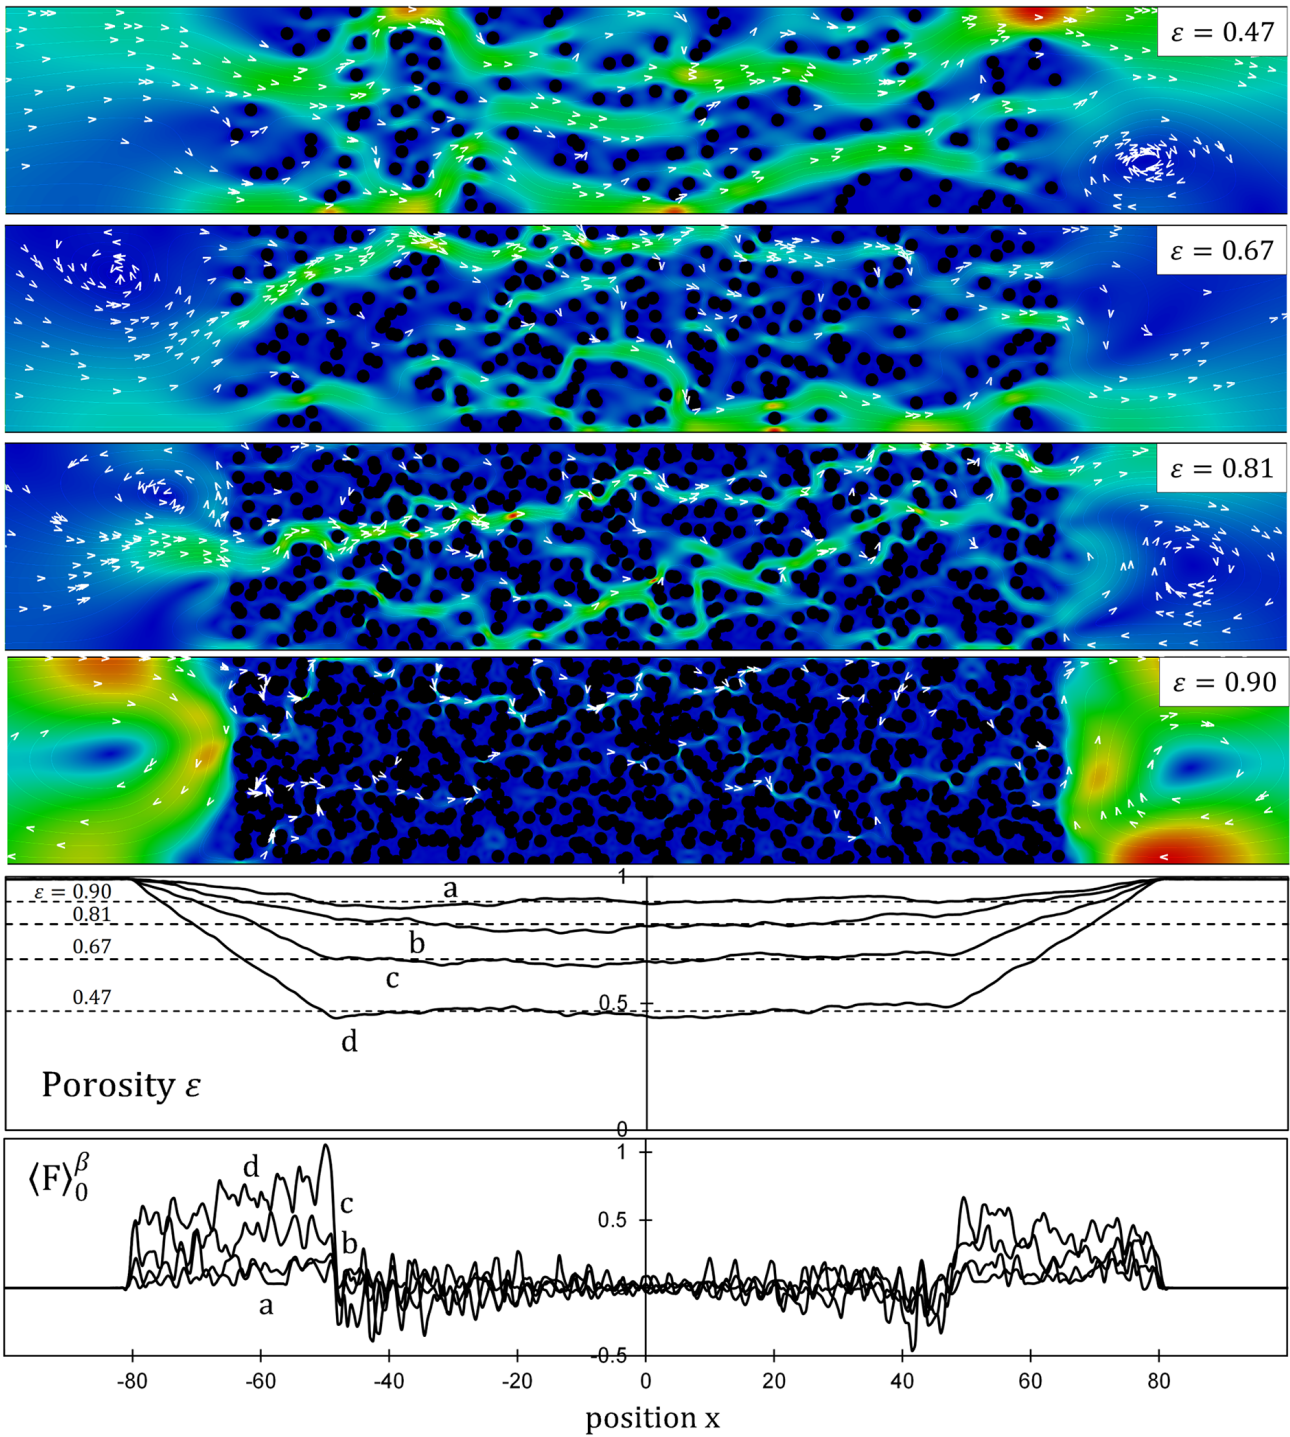 ε = 0.47
ε = 0.67
ε = 0.81
ε = 0.90
1
ε = 0.90
a
0.81
b
0.67
c
0.47
0.5
d
Porosity ε
0
⟨F⟩₀^β
1
d
c
0.5
b
a
-0.5
-80 -60 -40 -20 0 20 40 60 80
position x